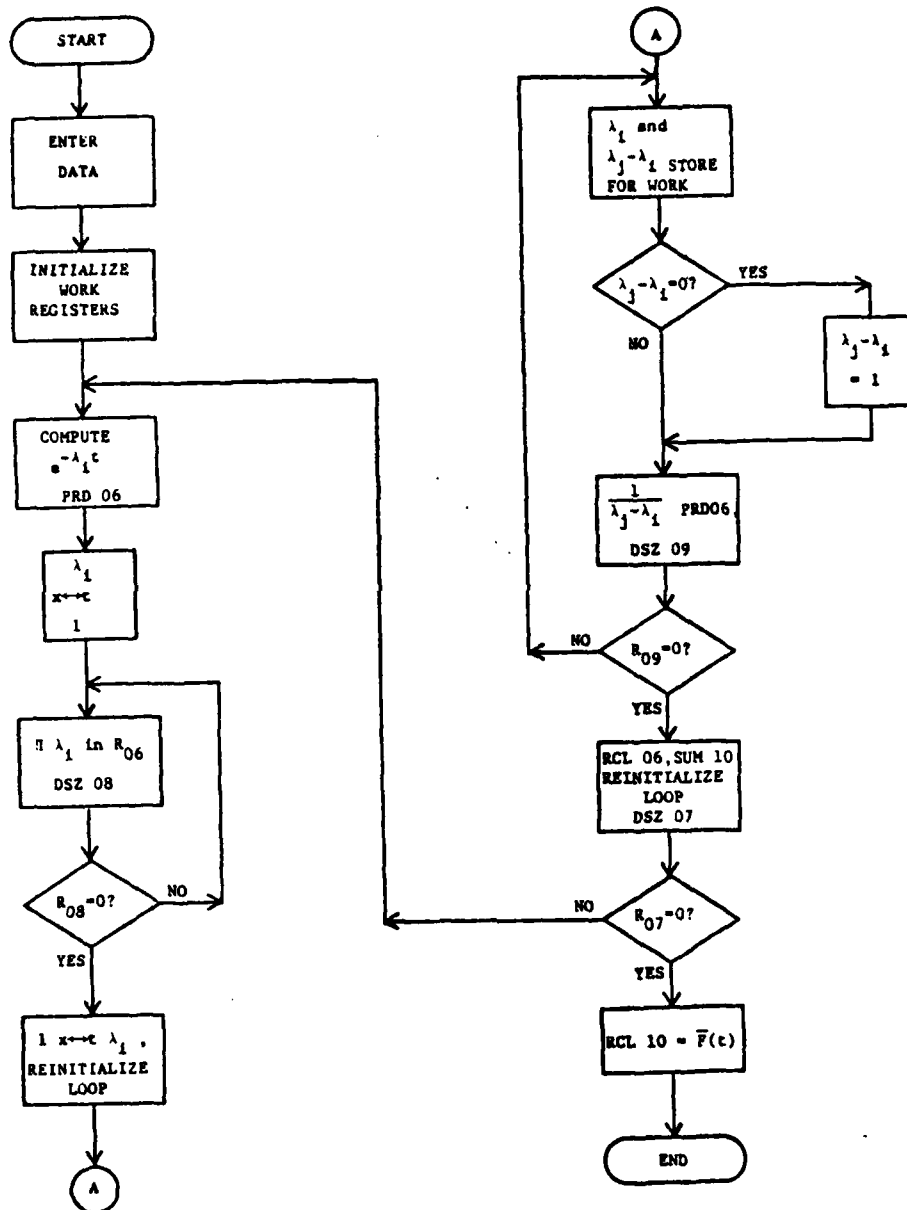 START
ENTER
DATA
INITIALIZE
WORK
REGISTERS
COMPUTE
e^{-λ_i t}
PRD 06
λ_i
x↔t
1
Π λ_i in R_06
DSZ 08
R_08=0?
NO
YES
1 x↔t λ_i ,
REINITIALIZE
LOOP
A
A
λ_i and
λ_j-λ_i STORE
FOR WORK
λ_j-λ_i=0?
YES
NO
λ_j-λ_i
= 1
1/(λ_j-λ_i) PRD06
DSZ 09
R_09=0?
NO
YES
RCL 06,SUM 10
REINITIALIZE
LOOP
DSZ 07
R_07=0?
NO
YES
RCL 10 = F̅(t)
END